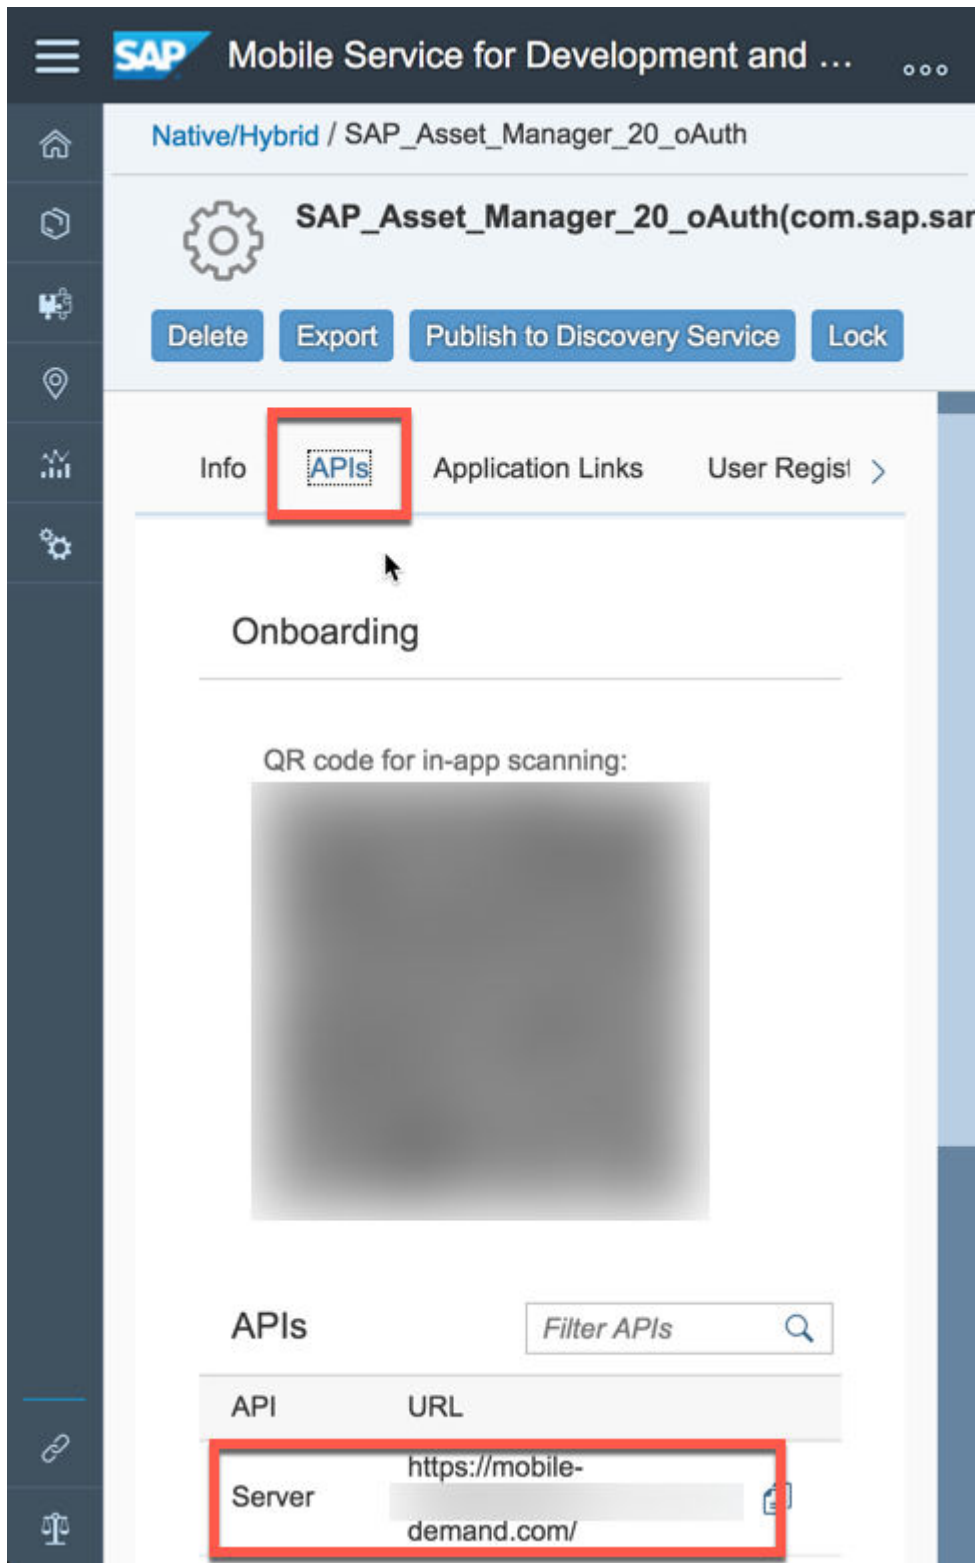 SAP Mobile Service for Development and ...
Native/Hybrid / SAP_Asset_Manager_20_oAuth
SAP_Asset_Manager_20_oAuth(com.sap.sam
Delete Export Publish to Discovery Service Lock
Info APIs Application Links User Regist
Onboarding
QR code for in-app scanning:
APIs Filter APIs
API URL
https://mobile-
Server
demand.com/